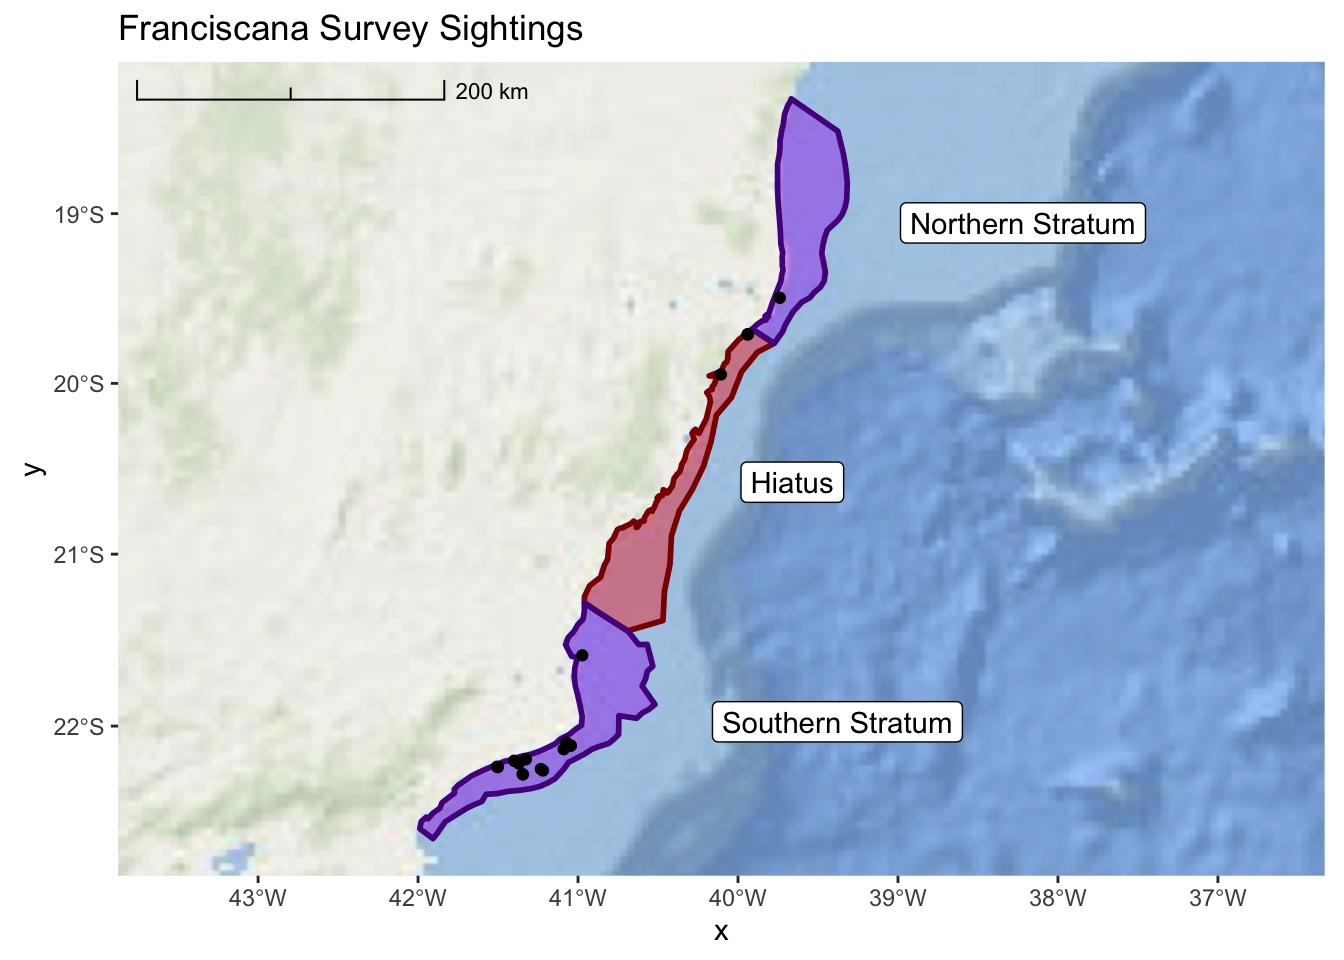 Franciscana Survey Sightings
200 km
19°S
Northern Stratum
20°S
y
Hiatus
21°S
22°S
Southern Stratum
43°W 42°W 41°W 40°W 39°W 38°W 37°W
x